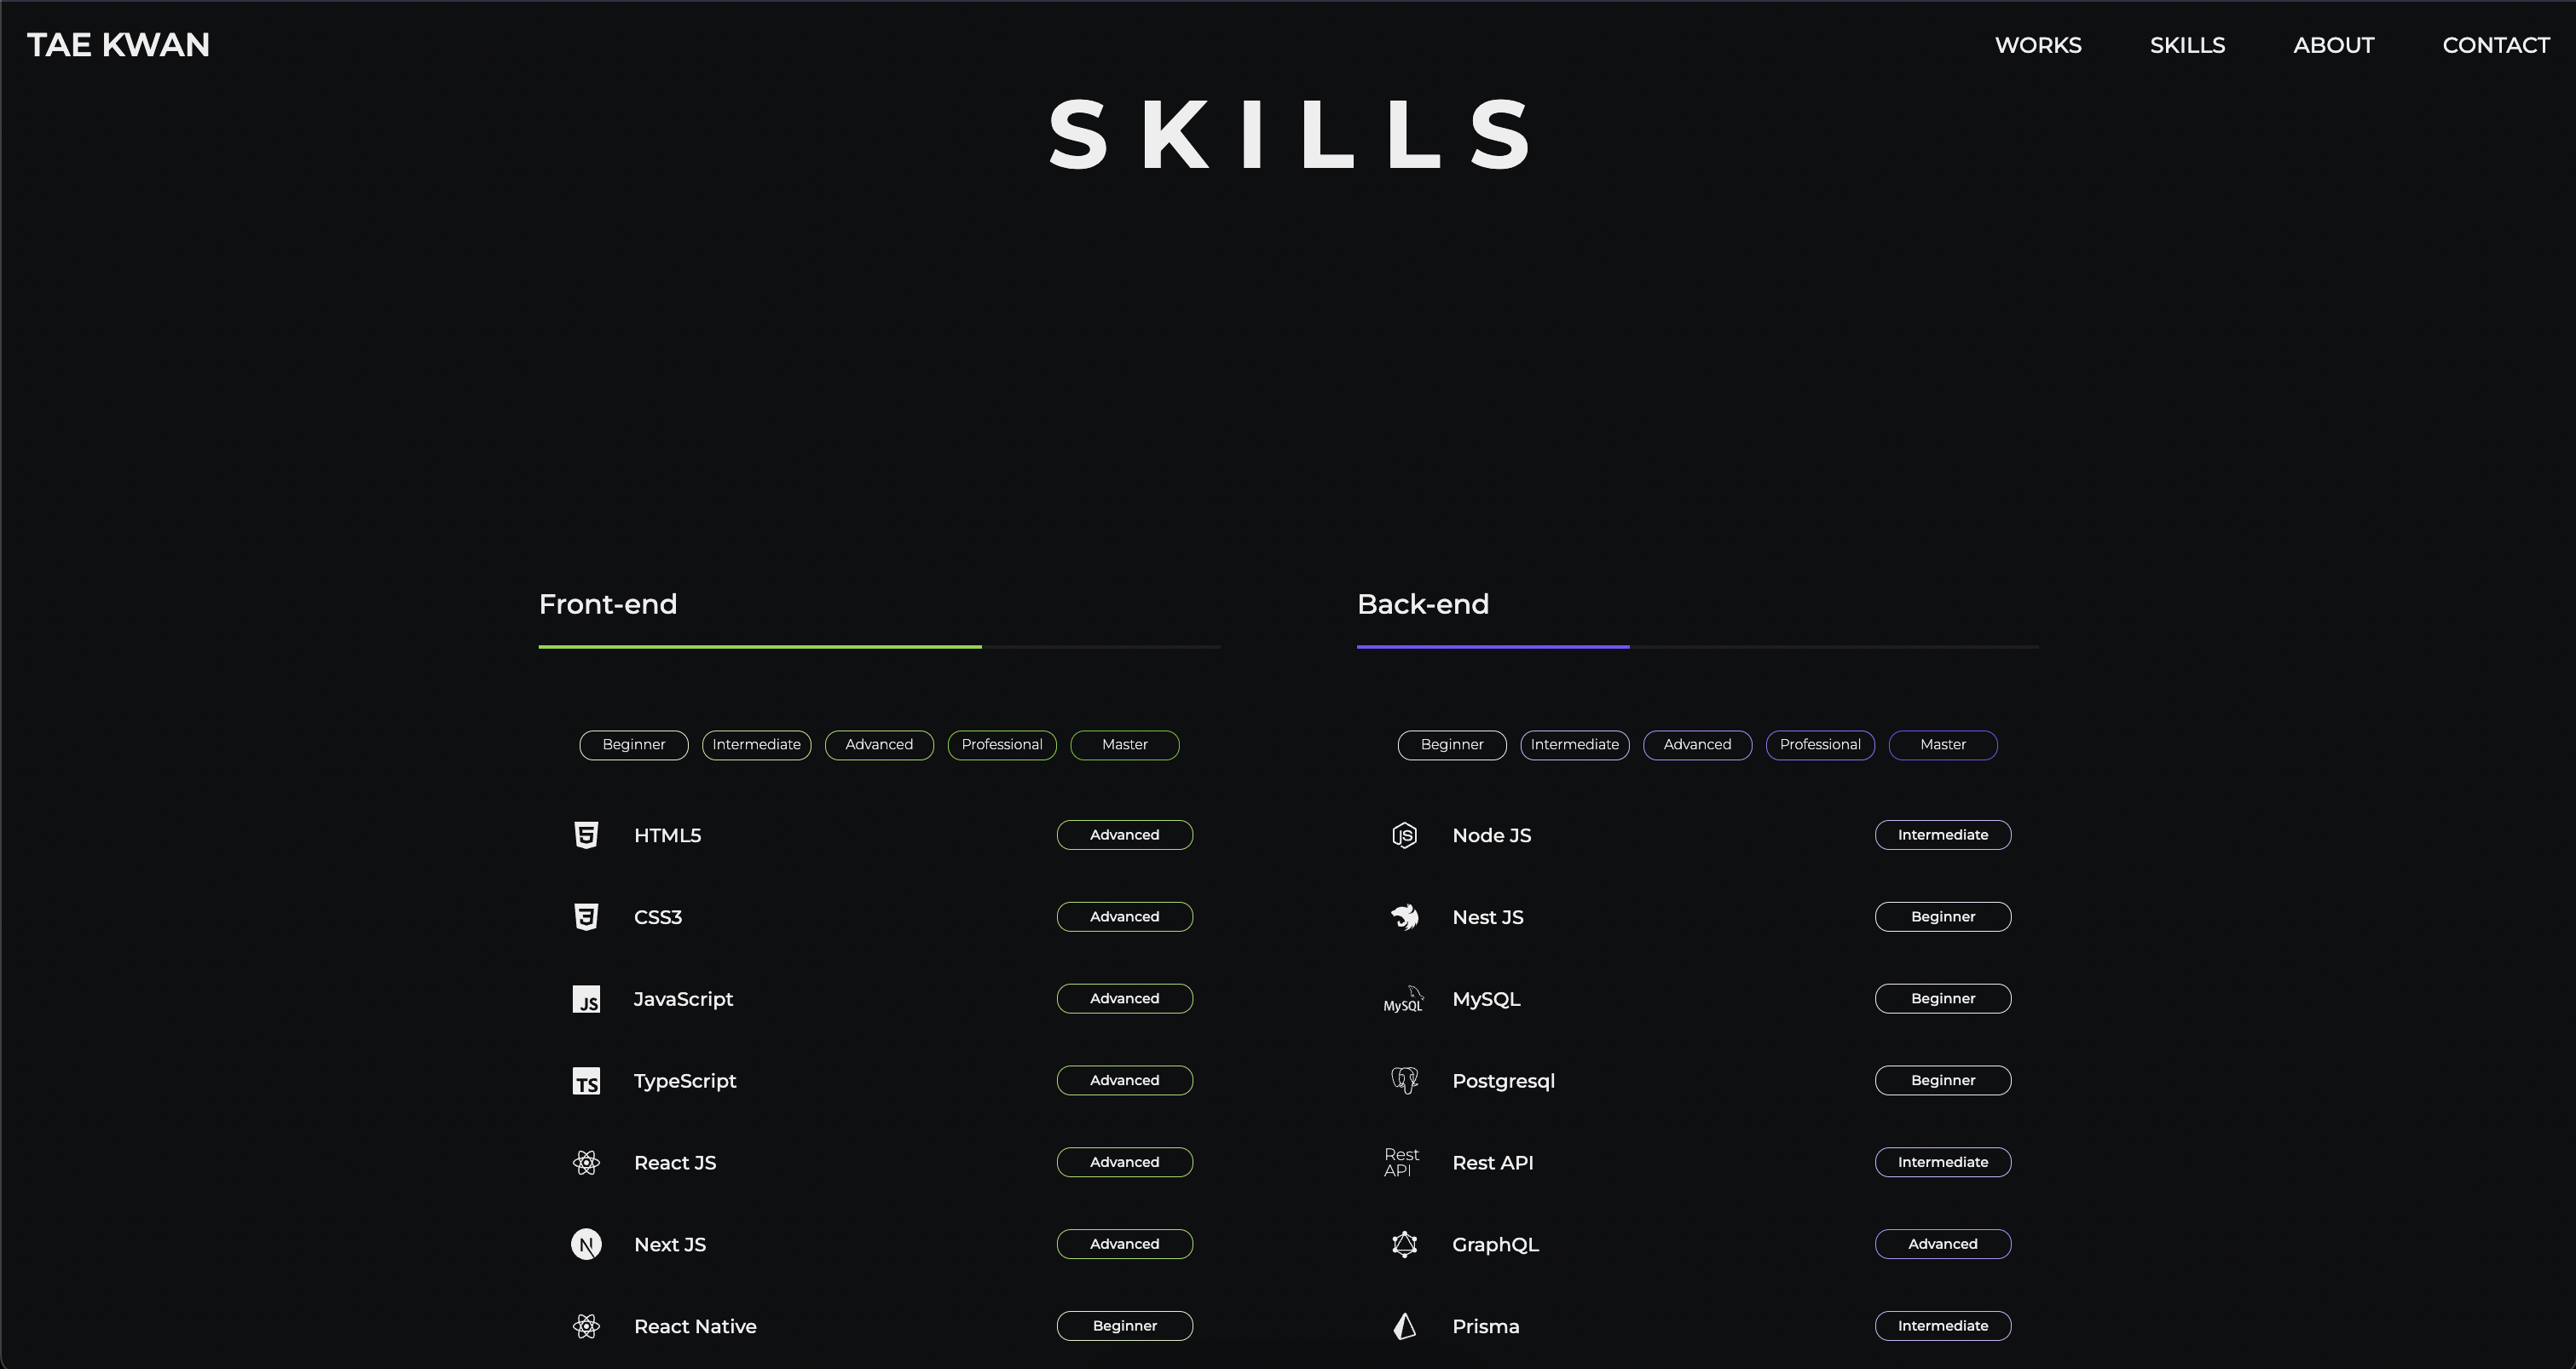 TAE KWAN
WORKS SKILLS ABOUT CONTACT
SKILLS
Front-end
Beginner Intermediate Advanced Professional Master
5 HTML5 Advanced
3 CSS3 Advanced
JS JavaScript Advanced
TS TypeScript Advanced
React JS Advanced
N Next JS Advanced
React Native Beginner
Back-end
Beginner Intermediate Advanced Professional Master
JS Node JS Intermediate
Nest JS Beginner
MySQL MySQL Beginner
Postgresql Beginner
Rest
API
Rest API Intermediate
GraphQL Advanced
Prisma Intermediate